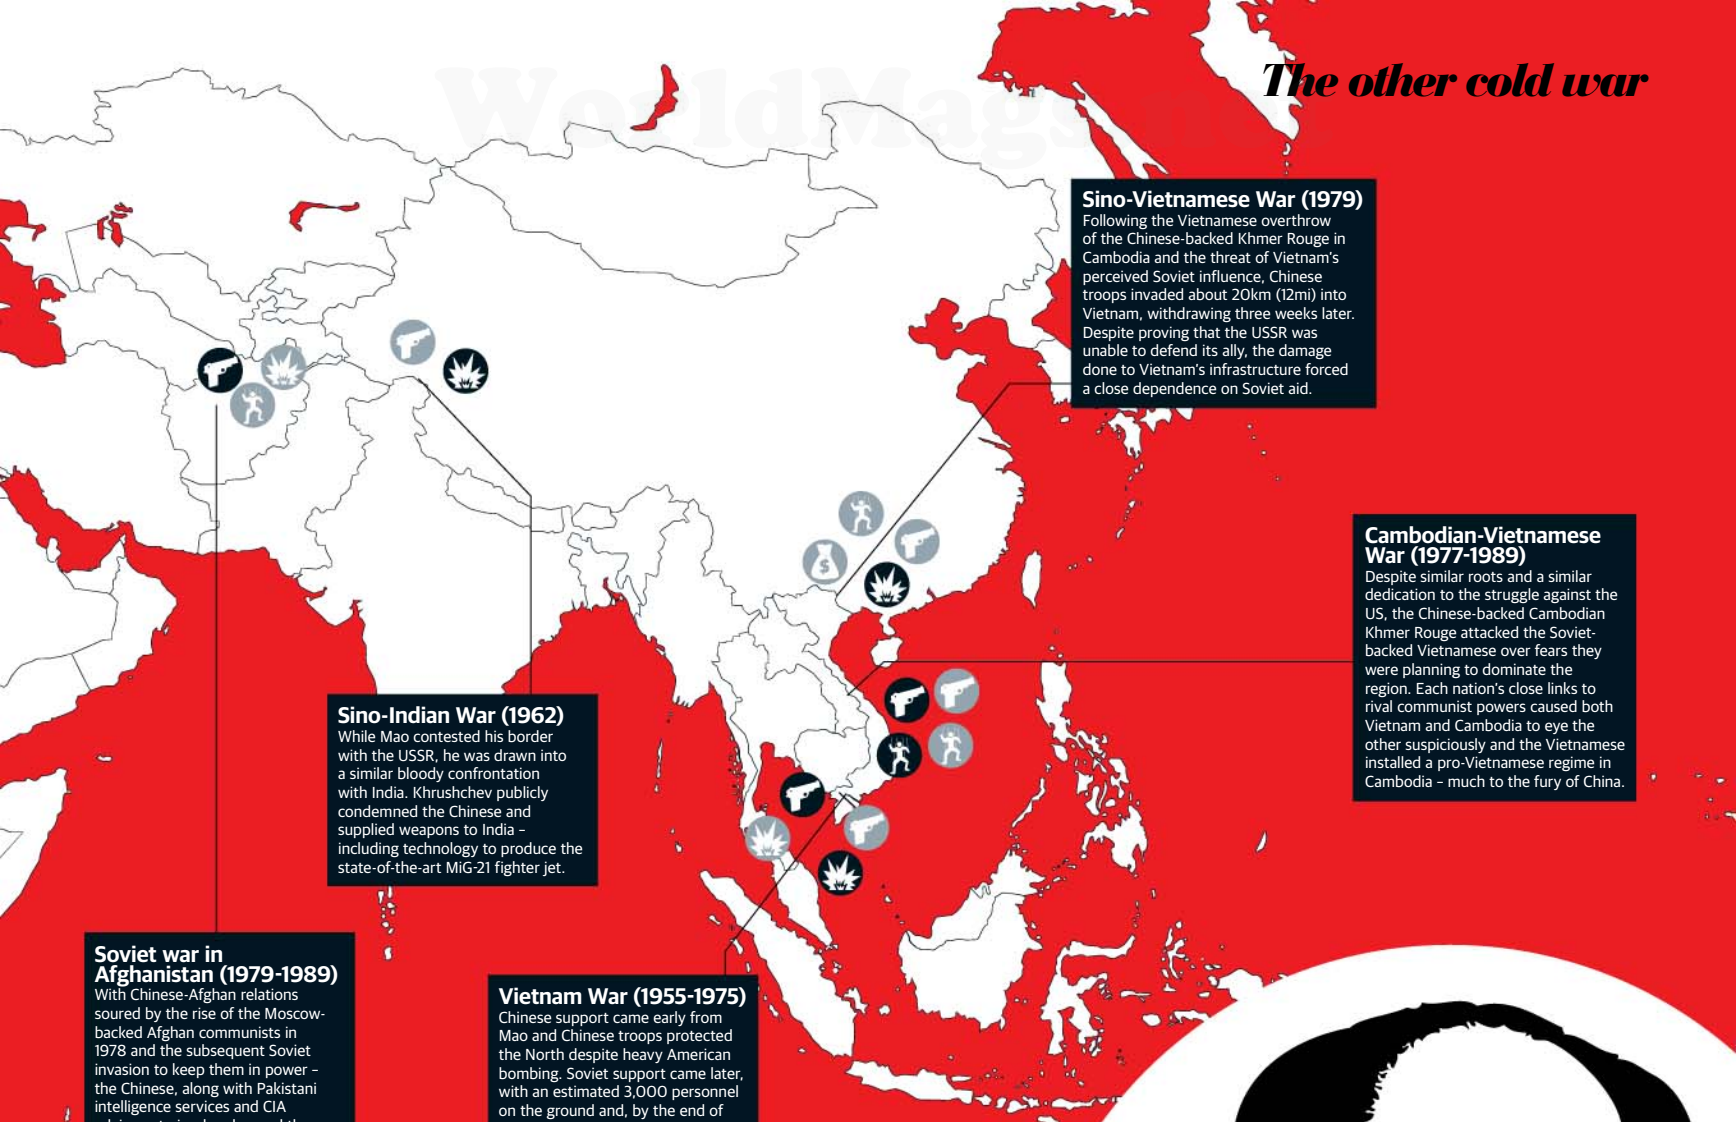 WorldMags.net
The other cold war
Sino-Vietnamese War (1979)
Following the Vietnamese overthrow
of the Chinese-backed Khmer Rouge in
Cambodia and the threat of Vietnam's
perceived Soviet influence, Chinese
troops invaded about 20km (12mi) into
Vietnam, withdrawing three weeks later.
Despite proving that the USSR was
unable to defend its ally, the damage
done to Vietnam's infrastructure forced
a close dependence on Soviet aid.
Cambodian-Vietnamese
War (1977-1989)
Despite similar roots and a similar
dedication to the struggle against the
US, the Chinese-backed Cambodian
Khmer Rouge attacked the Soviet-
backed Vietnamese over fears they
were planning to dominate the
region. Each nation's close links to
rival communist powers caused both
Vietnam and Cambodia to eye the
other suspiciously and the Vietnamese
installed a pro-Vietnamese regime in
Cambodia – much to the fury of China.
Sino-Indian War (1962)
While Mao contested his border
with the USSR, he was drawn into
a similar bloody confrontation
with India. Khrushchev publicly
condemned the Chinese and
supplied weapons to India –
including technology to produce the
state-of-the-art MiG-21 fighter jet.
Soviet war in
Afghanistan (1979-1989)
With Chinese-Afghan relations
soured by the rise of the Moscow-
backed Afghan communists in
1978 and the subsequent Soviet
invasion to keep them in power –
the Chinese, along with Pakistani
intelligence services and CIA
Vietnam War (1955-1975)
Chinese support came early from
Mao and Chinese troops protected
the North despite heavy American
bombing. Soviet support came later,
with an estimated 3,000 personnel
on the ground and, by the end of
$